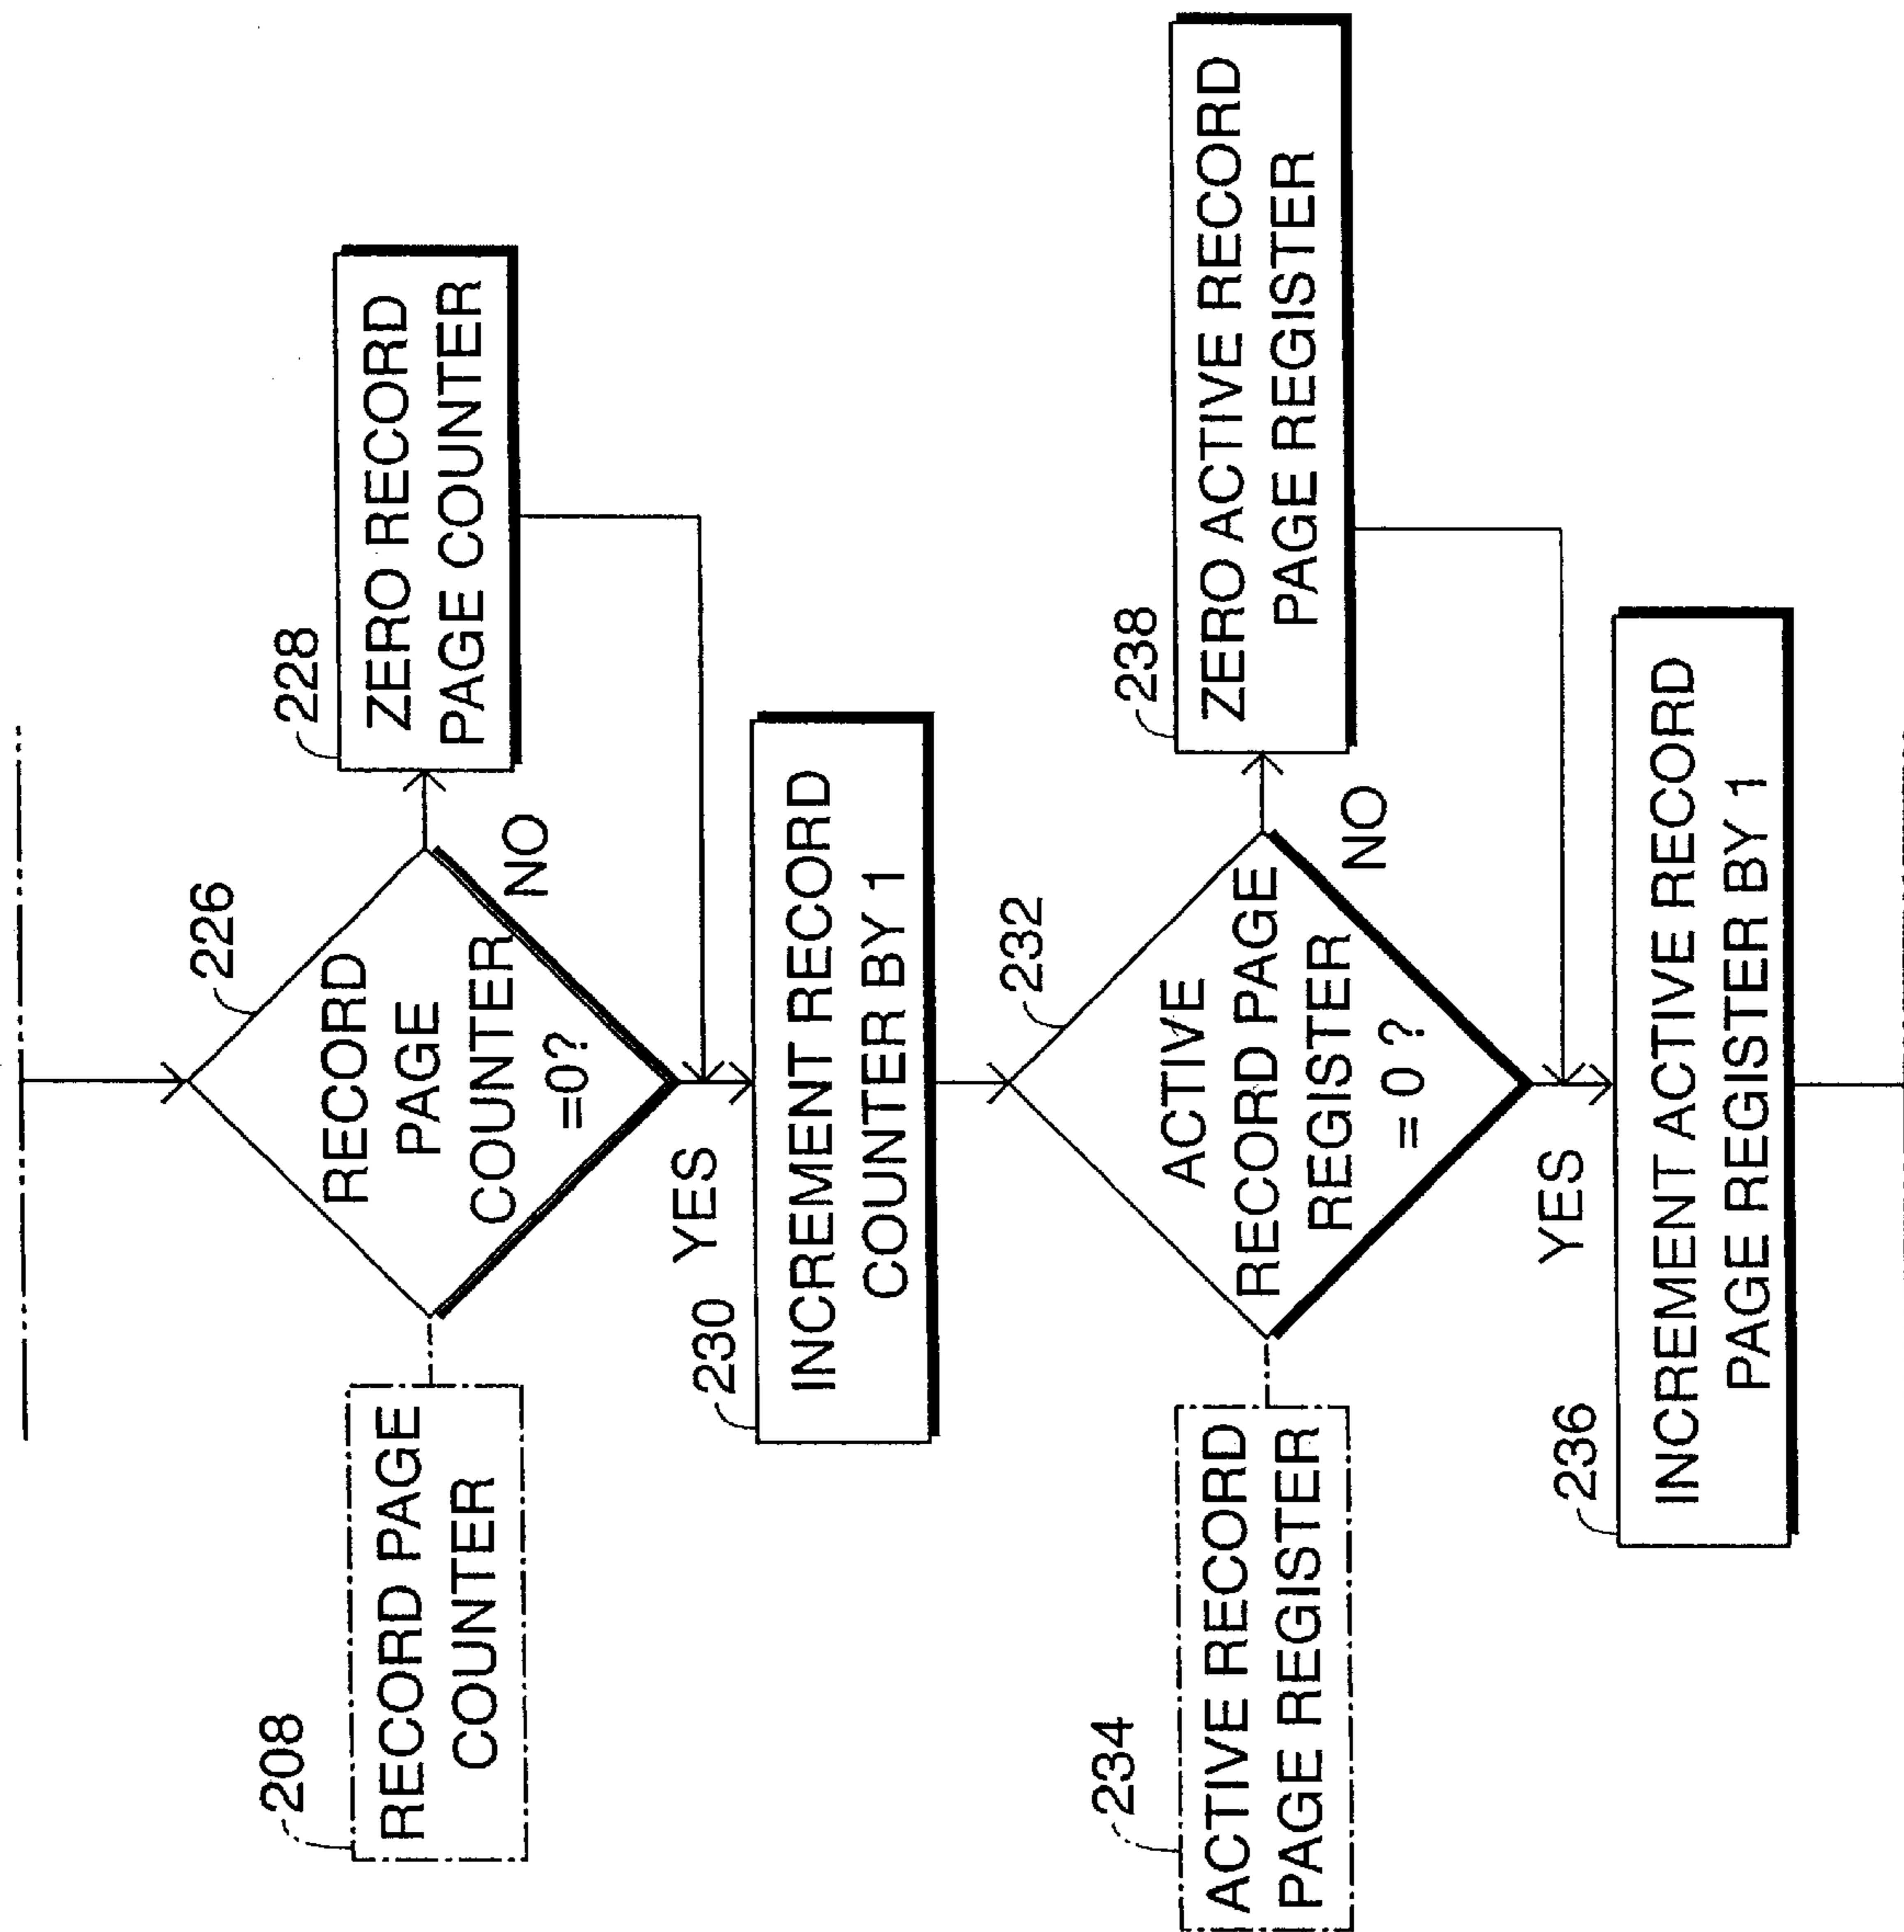 226
RECORD
PAGE
COUNTER
=0?
NO
YES
208
RECORD PAGE
COUNTER
228
ZERO RECORD
PAGE COUNTER
230
INCREMENT RECORD
COUNTER BY 1
232
ACTIVE
RECORD PAGE
REGISTER
= 0 ?
NO
YES
234
ACTIVE RECORD
PAGE REGISTER
238
ZERO ACTIVE RECORD
PAGE REGISTER
236
INCREMENT ACTIVE RECORD
PAGE REGISTER BY 1